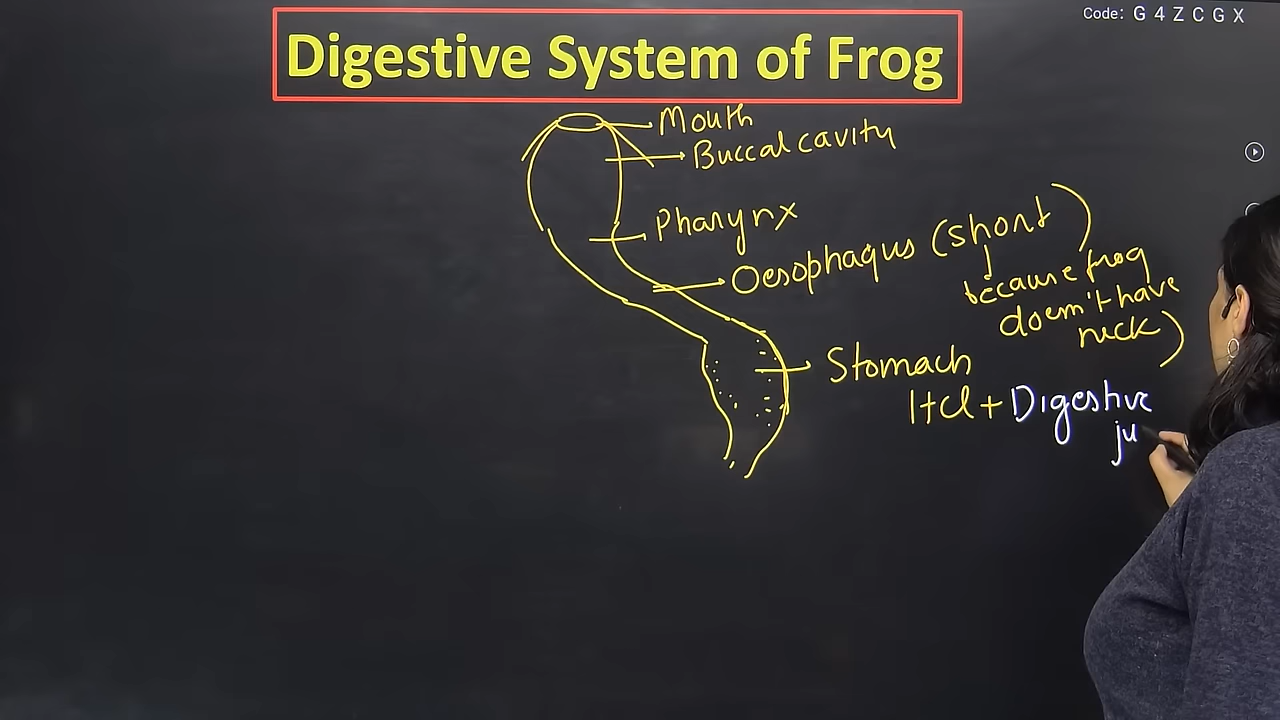 Code: G 4 Z C G X
Digestive System of Frog
Mouth
Buccal cavity
Pharynx
Oesophagus (short)
because frog
doesn't have
neck)
Stomach
HCl + Digestive
ju